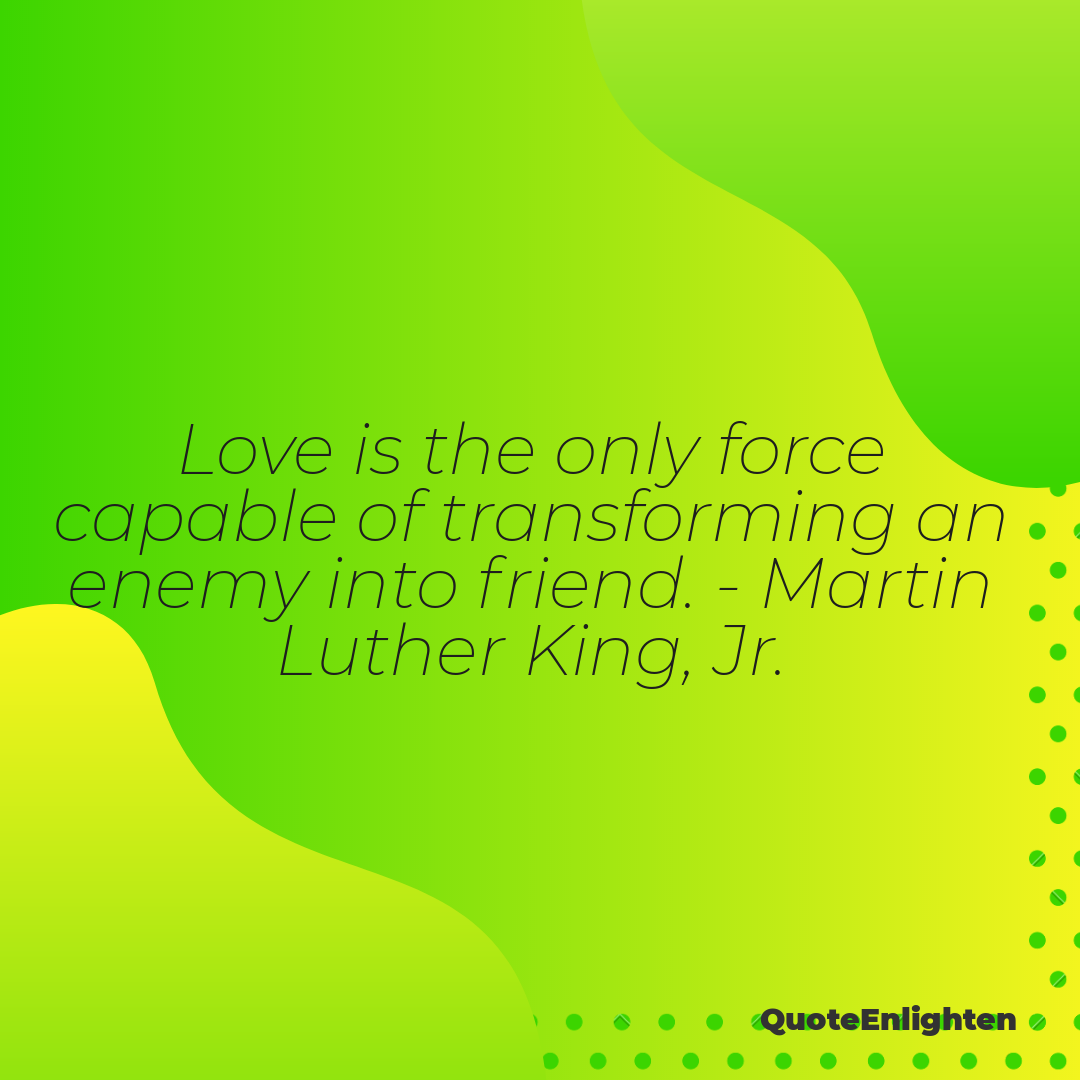 Love is the only force
capable of transforming an
enemy into friend. - Martin
Luther King, Jr.
QuoteEnlighten